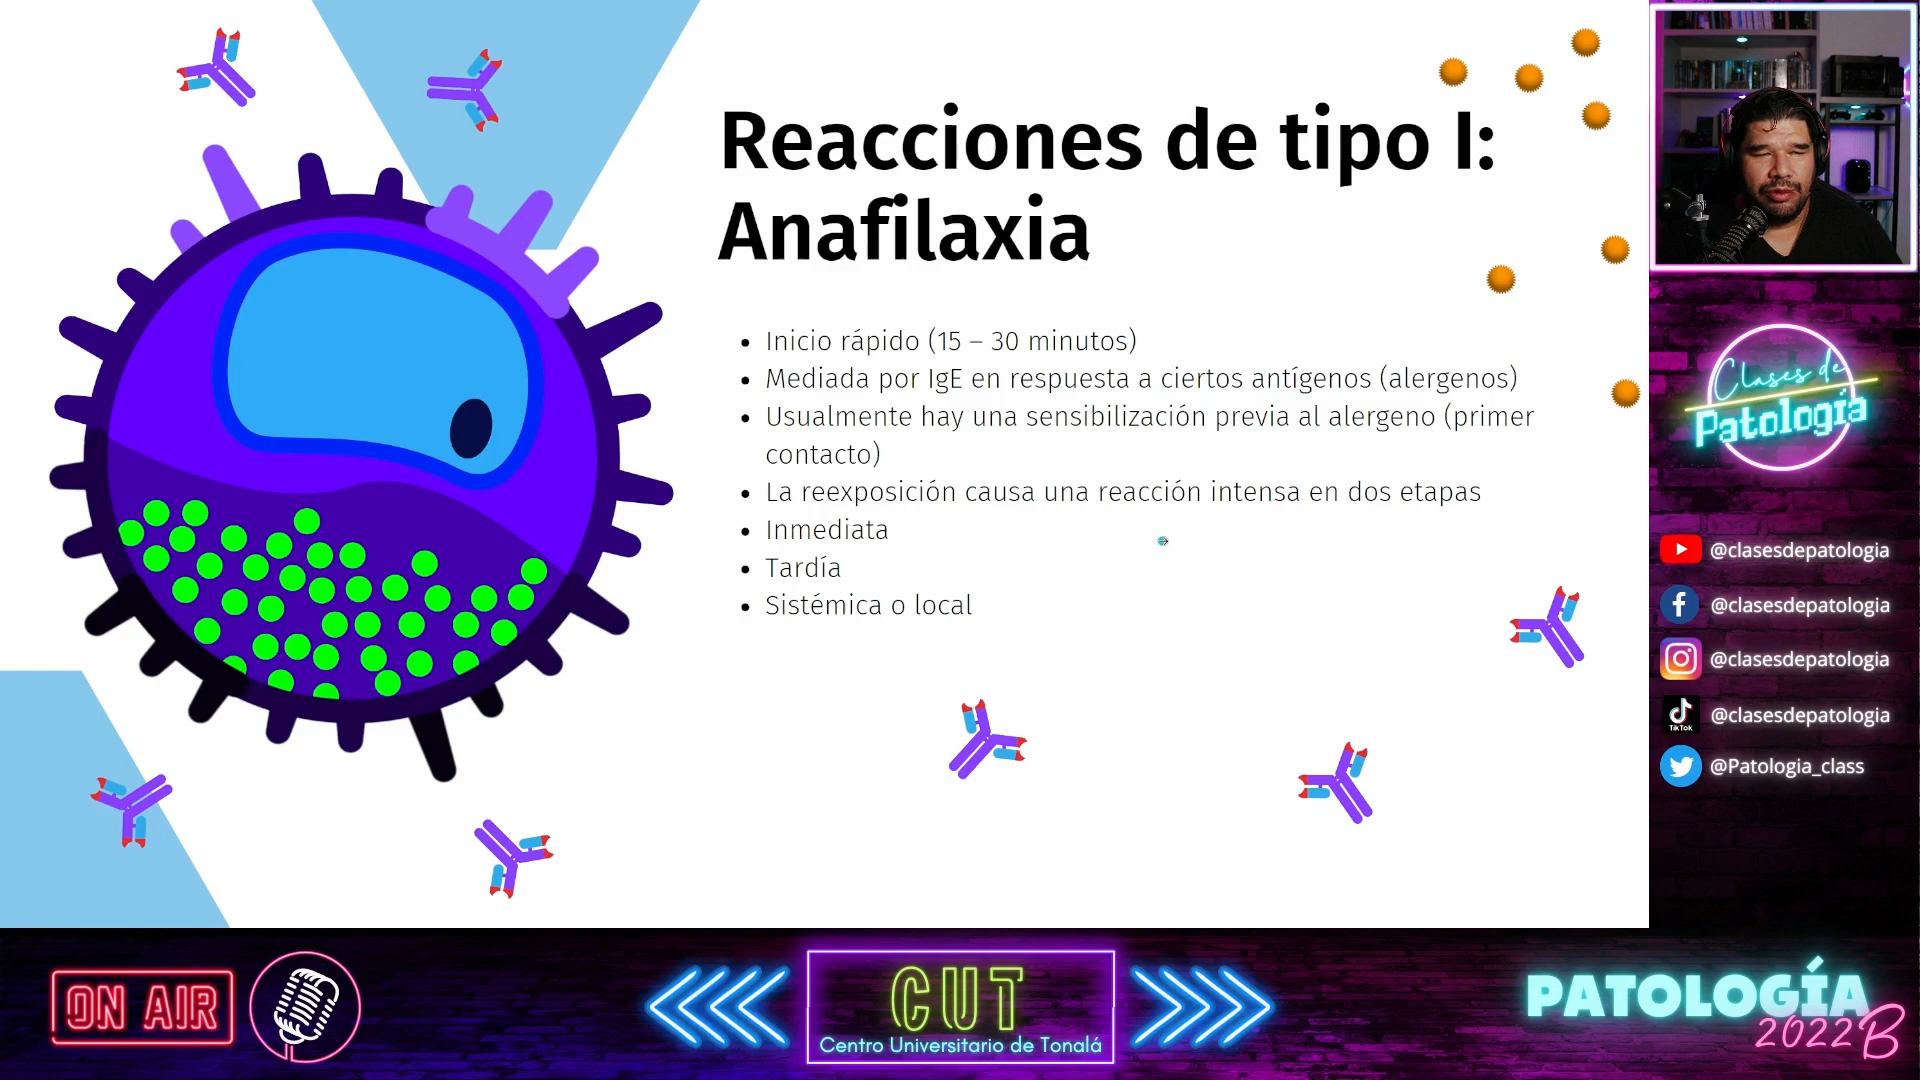 Reacciones de tipo I:
Anafilaxia
• Inicio rápido (15 – 30 minutos)
• Mediada por IgE en respuesta a ciertos antígenos (alergenos)
• Usualmente hay una sensibilización previa al alergeno (primer
contacto)
• La reexposición causa una reacción intensa en dos etapas
• Inmediata
• Tardía
• Sistémica o local
Clases de
Patología
@clasesdepatologia
@clasesdepatologia
@clasesdepatologia
TikTok
@clasesdepatologia
@Patologia_class
ON AIR
CUT
Centro Universitario de Tonalá
PATOLOGÍA
2022B